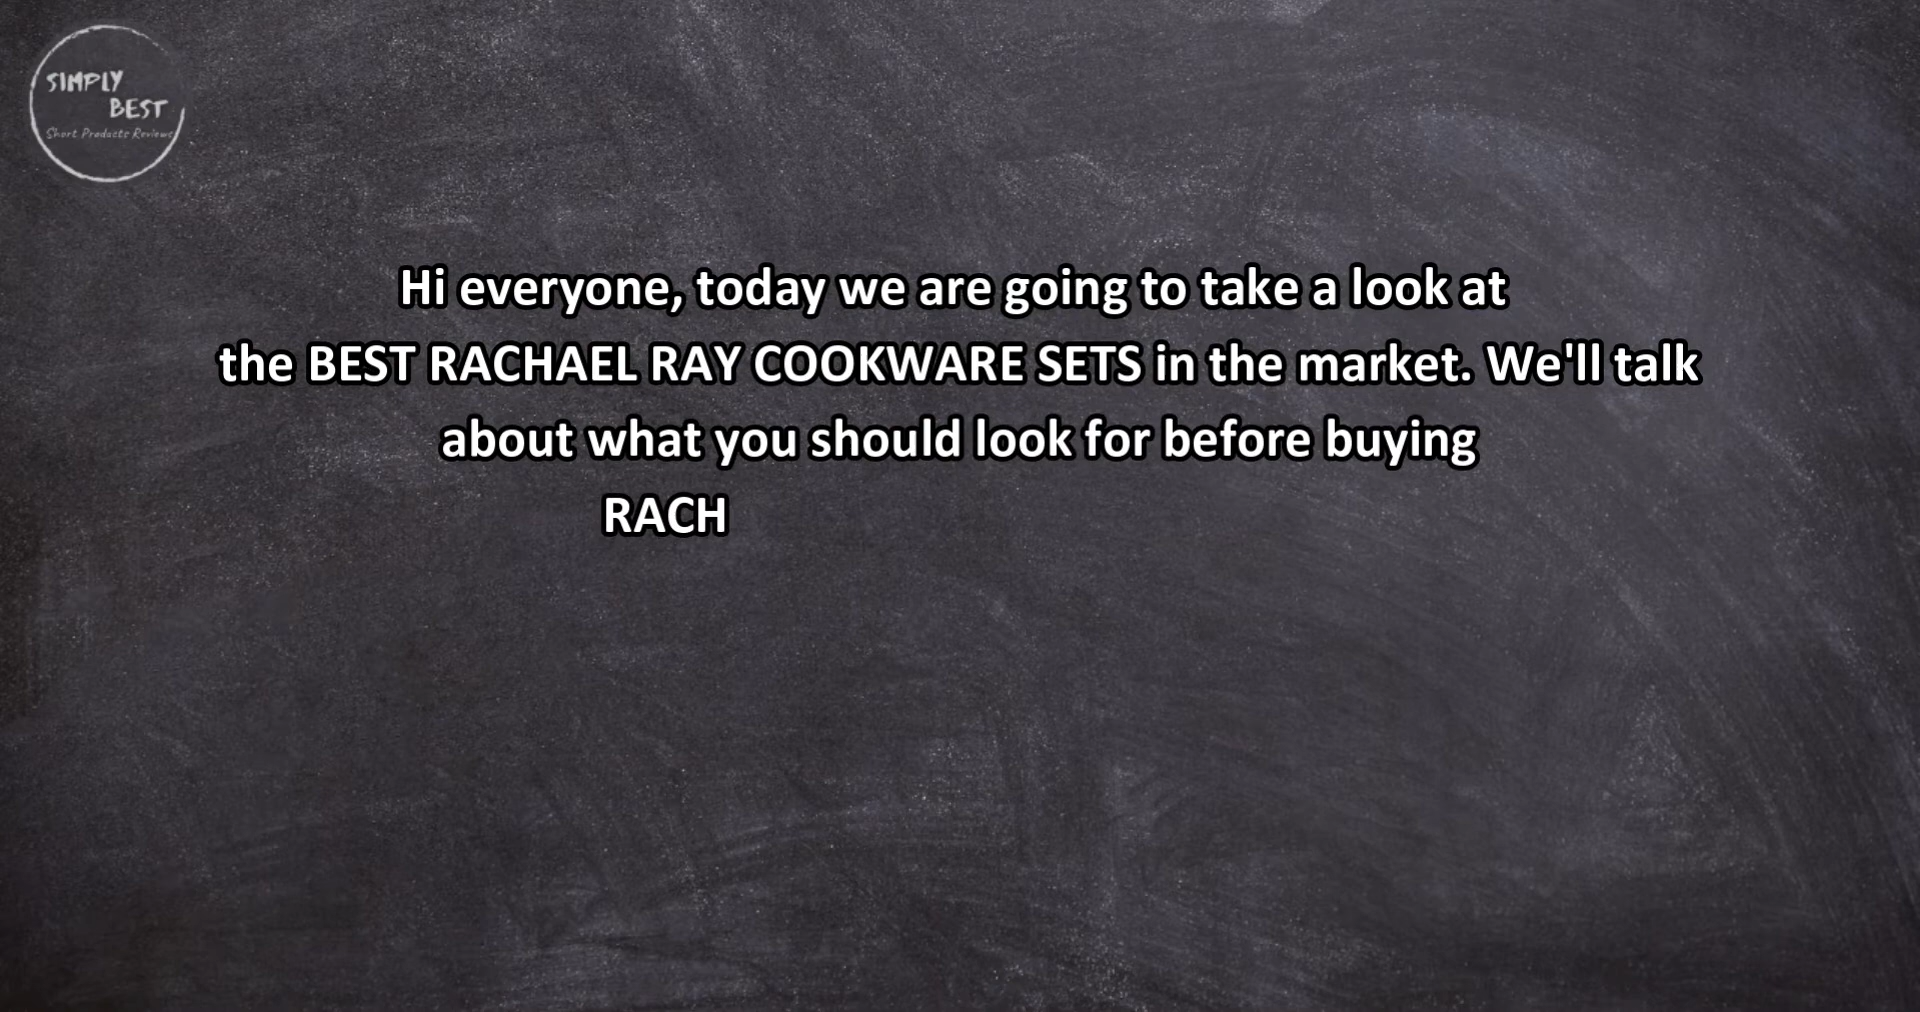 SIMPLY
BEST
Short Products Reviews
Hi everyone, today we are going to take a look at
the BEST RACHAEL RAY COOKWARE SETS in the market. We'll talk
about what you should look for before buying
RACH